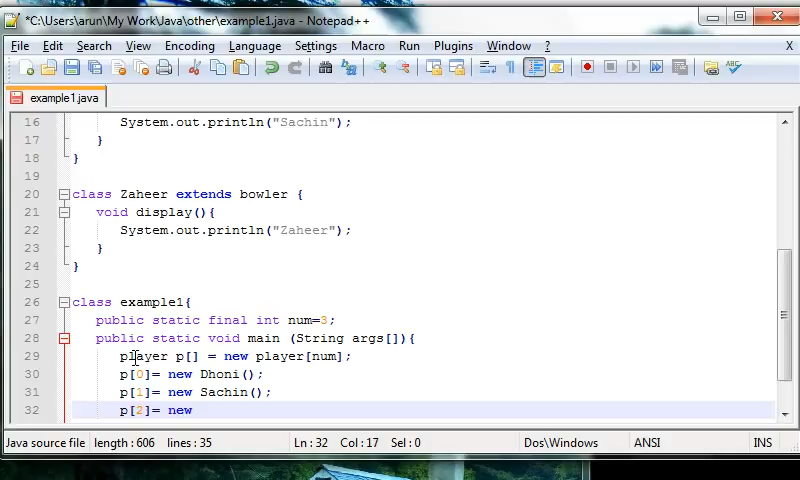 *C:\Users\arun\My Work\Java\other\example1.java - Notepad++
File Edit Search View Encoding Language Settings Macro Run Plugins Window ? X
example1.java
16 System.out.println("Sachin");
17 }
18 }
19
20 class Zaheer extends bowler {
21 void display(){
22 System.out.println("Zaheer");
23 }
24 }
25
26 class example1{
27 public static final int num=3;
28 public static void main (String args[]){
29 player p[] = new player[num];
30 p[0]= new Dhoni();
31 p[1]= new Sachin();
32 p[2]= new
Java source file length : 606 lines : 35 Ln : 32 Col : 17 Sel : 0 Dos\Windows ANSI INS